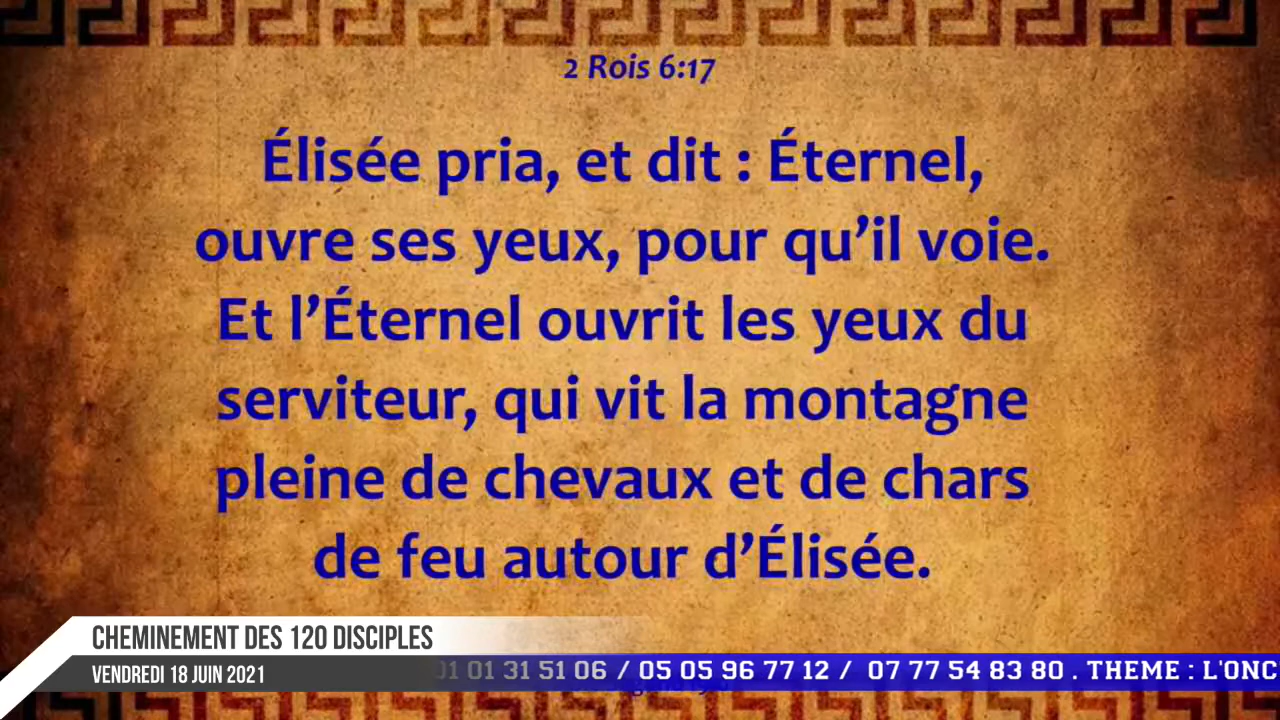 2 Rois 6:17
Élisée pria, et dit : Éternel,
ouvre ses yeux, pour qu’il voie.
Et l’Éternel ouvrit les yeux du
serviteur, qui vit la montagne
pleine de chevaux et de chars
de feu autour d’Élisée.
CHEMINEMENT DES 120 DISCIPLES
VENDREDI 18 JUIN 2021
01 01 31 51 06 / 05 05 96 77 12 / 07 77 54 83 80 . THEME : L'ONC